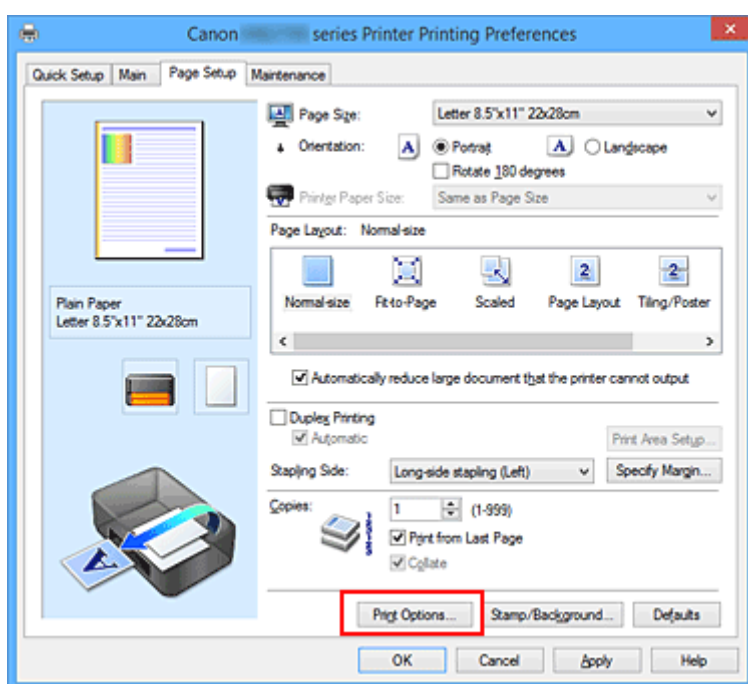 Canon series Printer Printing Preferences
Quick Setup Main Page Setup Maintenance
Page Size: Letter 8.5"x11" 22x28cm
Orientation: A Portrait A Landscape
Rotate 180 degrees
Printer Paper Size: Same as Page Size
Page Layout: Normal-size
2 2
Normal-size Fit-to-Page Scaled Page Layout Tiling/Poster
Plain Paper
Letter 8.5"x11" 22x28cm
Automatically reduce large document that the printer cannot output
Duplex Printing
Automatic
Print Area Setup...
Stapling Side: Long-side stapling (Left) Specify Margin...
Copies: 1 (1-999)
Print from Last Page
Collate
A
Print Options... Stamp/Background... Defaults
OK Cancel Apply Help